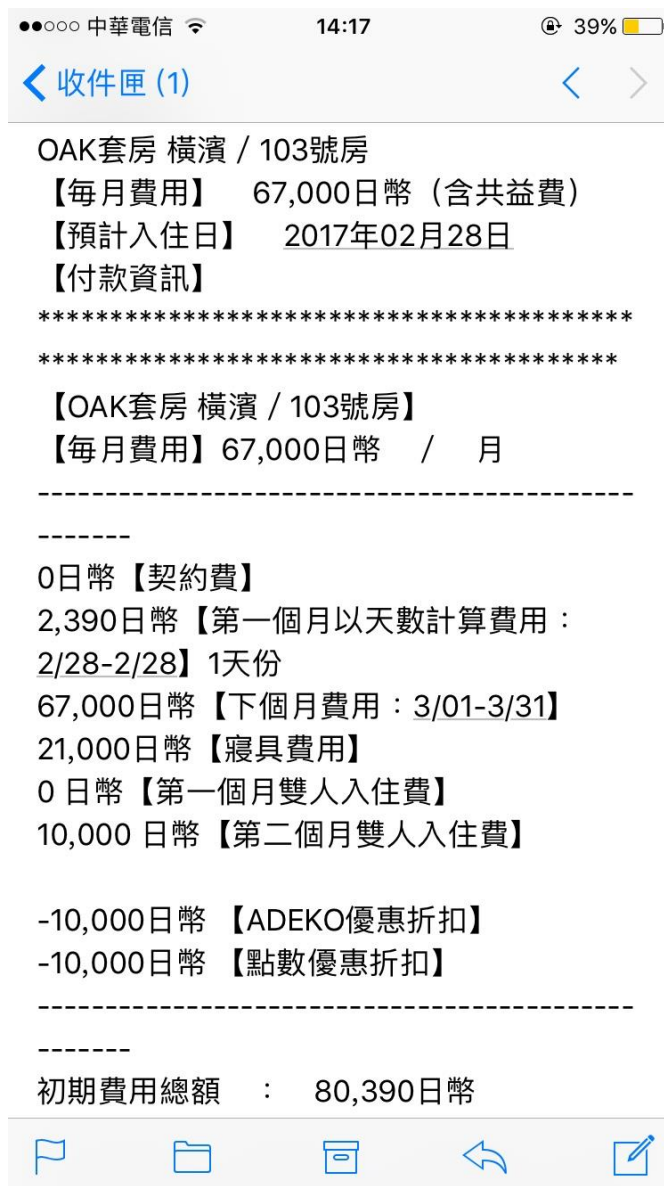 ●●○○○ 中華電信 14:17 39%
收件匣 (1)
OAK套房 橫濱 / 103號房
【每月費用】 67,000日幣（含共益費）
【預計入住日】 2017年02月28日
【付款資訊】
*****************************************
****************************************
【OAK套房 橫濱 / 103號房】
【每月費用】67,000日幣 / 月
--------------------------------------------
-------
0日幣【契約費】
2,390日幣【第一個月以天數計算費用：
2/28-2/28】1天份
67,000日幣【下個月費用：3/01-3/31】
21,000日幣【寢具費用】
0 日幣【第一個月雙人入住費】
10,000 日幣【第二個月雙人入住費】
-10,000日幣 【ADEKO優惠折扣】
-10,000日幣 【點數優惠折扣】
--------------------------------------------
-------
初期費用總額 ： 80,390日幣